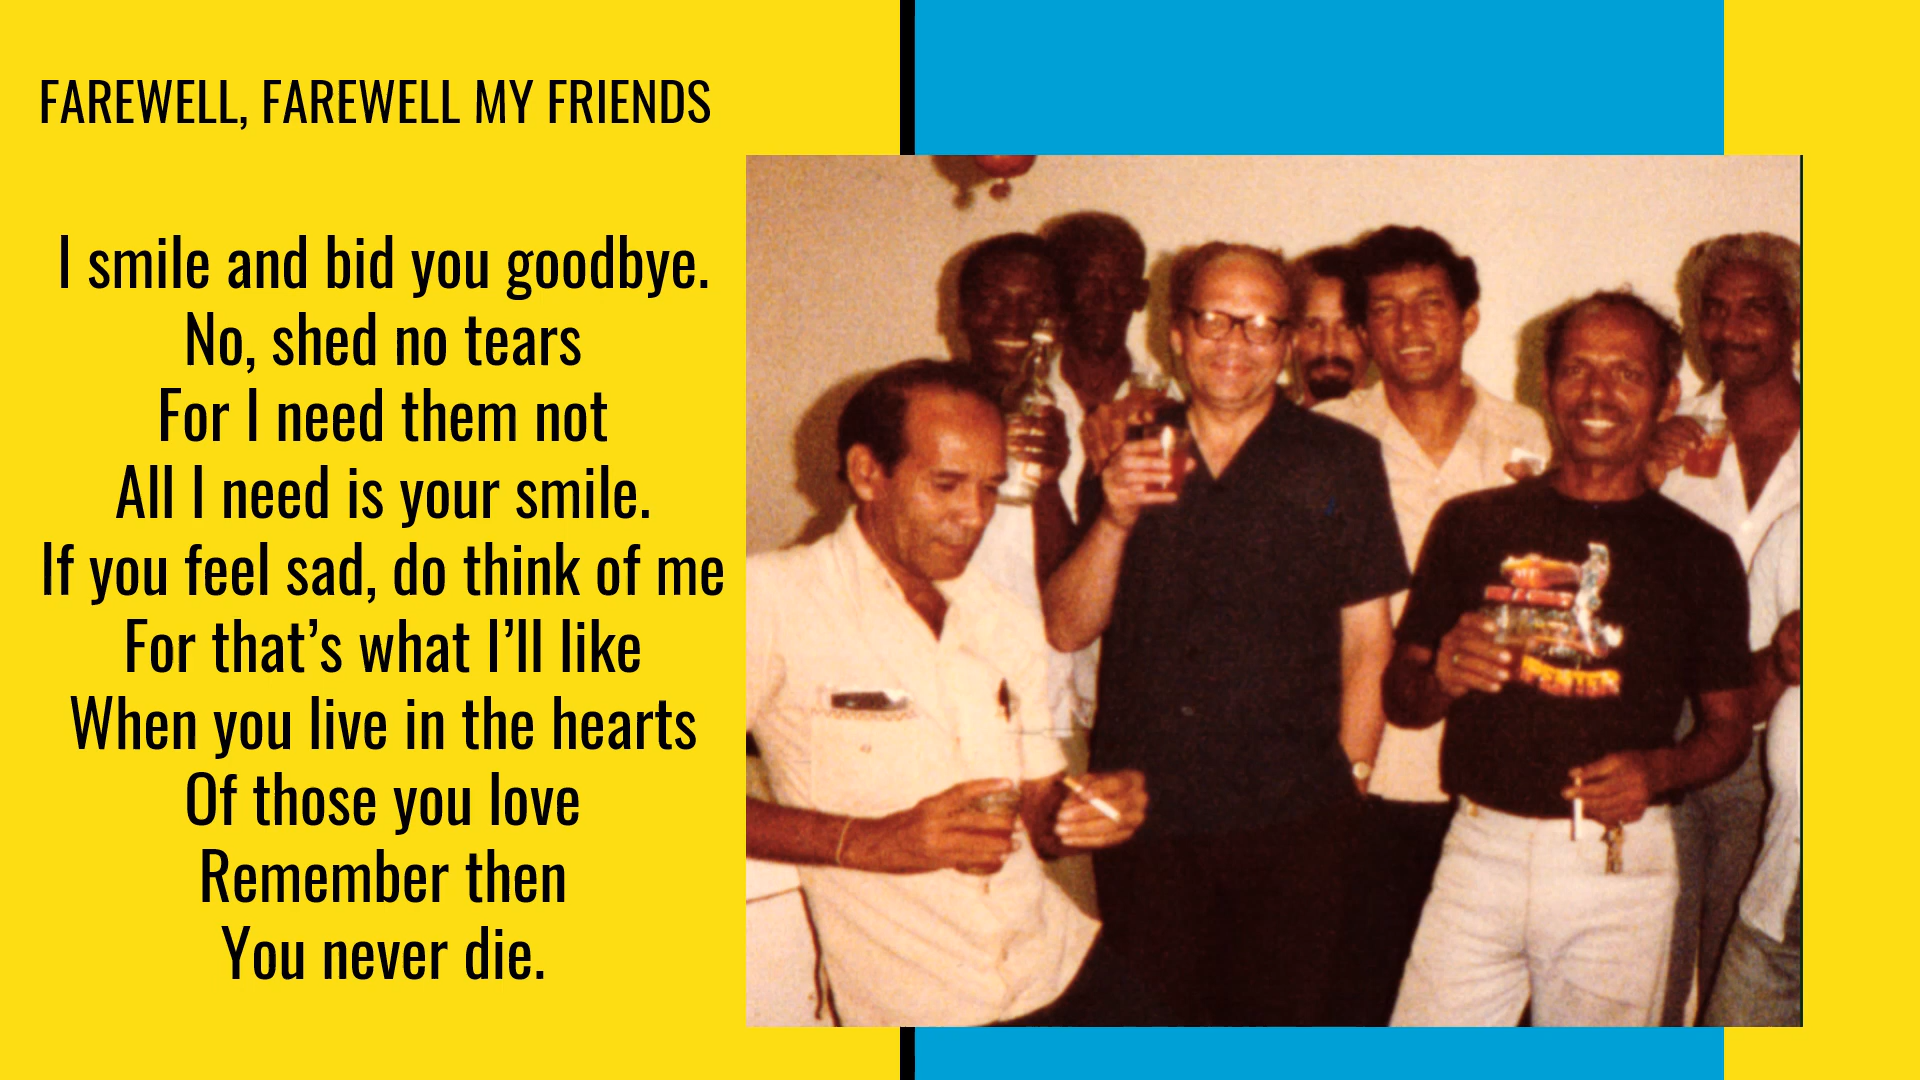 FAREWELL, FAREWELL MY FRIENDS
I smile and bid you goodbye.
No, shed no tears
For I need them not
All I need is your smile.
If you feel sad, do think of me
For that’s what I’ll like
When you live in the hearts
Of those you love
Remember then
You never die.